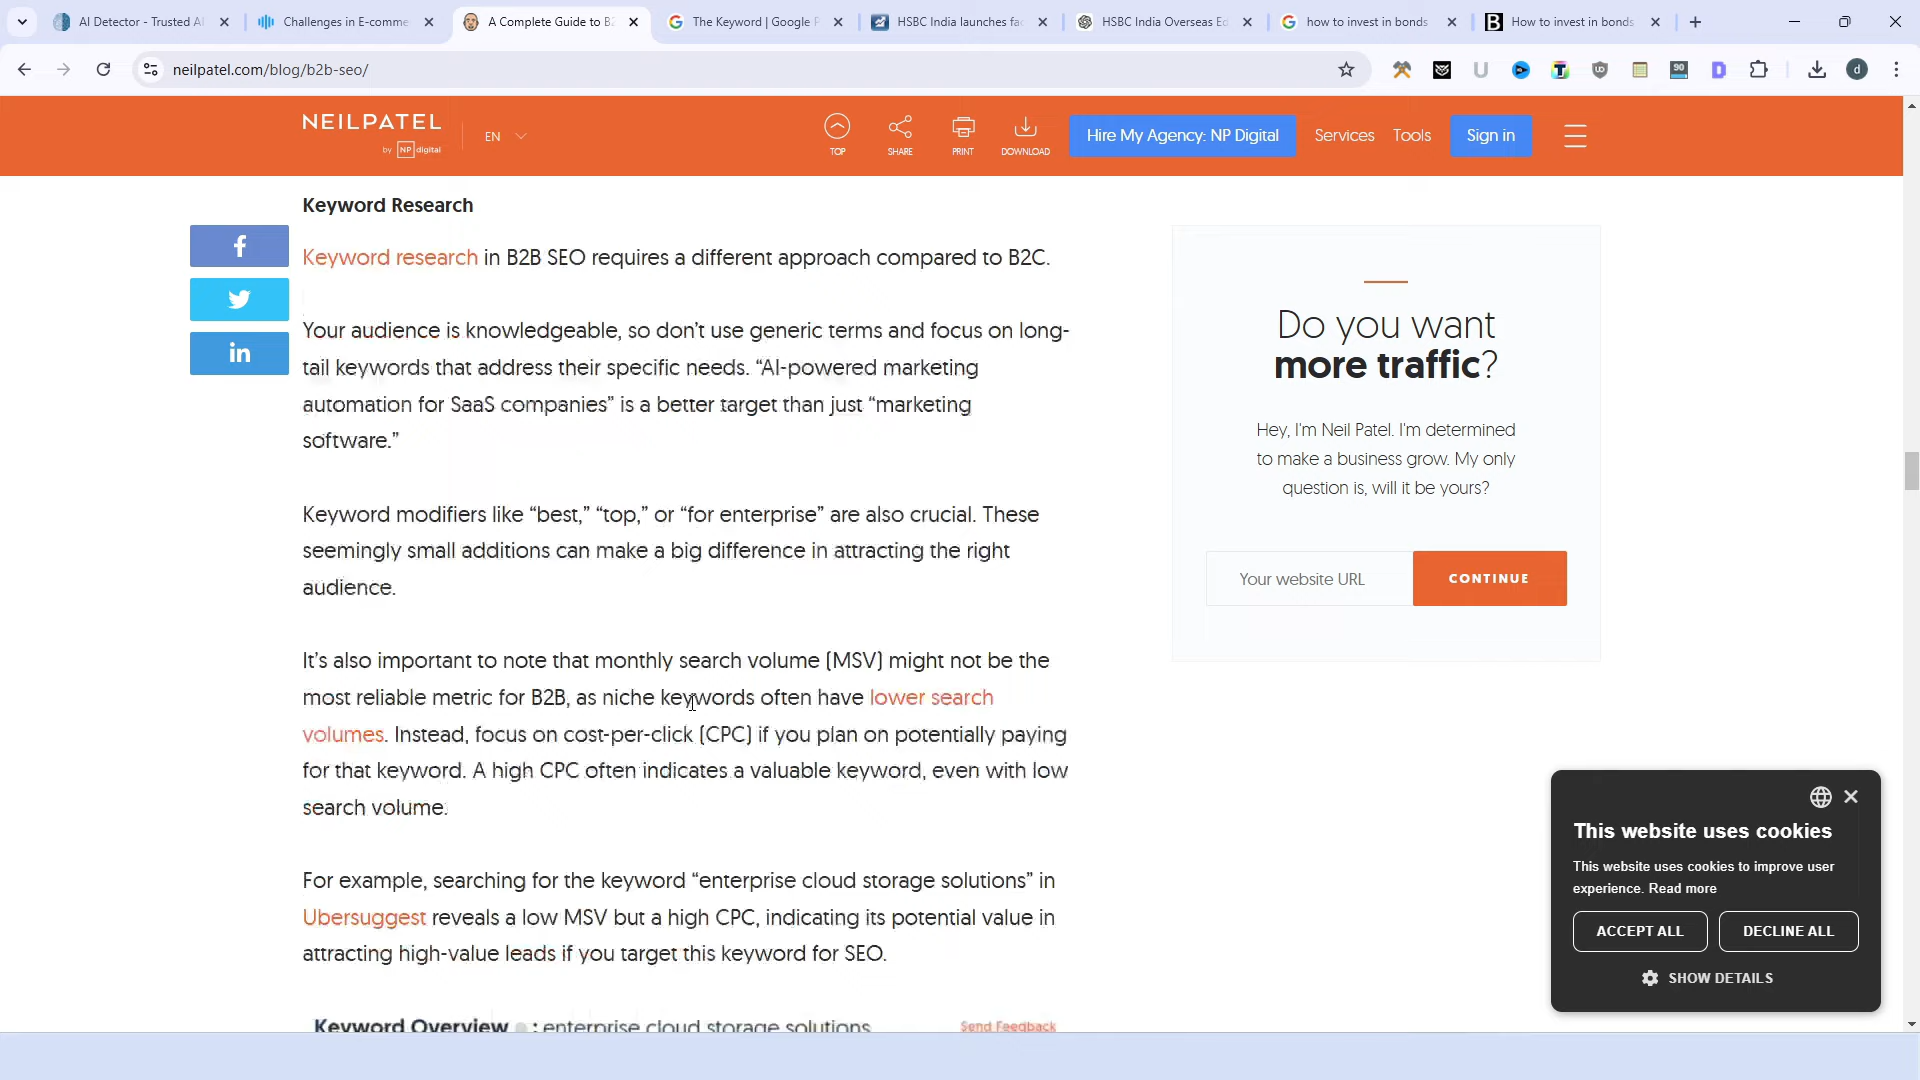 AI Detector - Trusted AI
Challenges in E-comme
A Complete Guide to B2
The Keyword | Google P
HSBC India launches fac
HSBC India Overseas Ed
how to invest in bonds
How to invest in bonds
neilpatel.com/blog/b2b-seo/
90
d
NEILPATEL
by NP digital
EN
TOP
SHARE
PRINT
DOWNLOAD
Hire My Agency: NP Digital
Services
Tools
Sign in
Keyword Research
Keyword research in B2B SEO requires a different approach compared to B2C.
Your audience is knowledgeable, so don’t use generic terms and focus on long-
tail keywords that address their specific needs. “AI-powered marketing
automation for SaaS companies” is a better target than just “marketing
software.”
Keyword modifiers like “best,” “top,” or “for enterprise” are also crucial. These
seemingly small additions can make a big difference in attracting the right
audience.
It’s also important to note that monthly search volume (MSV) might not be the
most reliable metric for B2B, as niche keywords often have lower search
volumes. Instead, focus on cost-per-click (CPC) if you plan on potentially paying
for that keyword. A high CPC often indicates a valuable keyword, even with low
search volume.
For example, searching for the keyword “enterprise cloud storage solutions” in
Ubersuggest reveals a low MSV but a high CPC, indicating its potential value in
attracting high-value leads if you target this keyword for SEO.
Keyword Overview : enterprise cloud storage solutions
Send Feedback
Do you want
more traffic?
Hey, I'm Neil Patel. I'm determined
to make a business grow. My only
question is, will it be yours?
Your website URL
CONTINUE
This website uses cookies
This website uses cookies to improve user
experience. Read more
ACCEPT ALL
DECLINE ALL
SHOW DETAILS